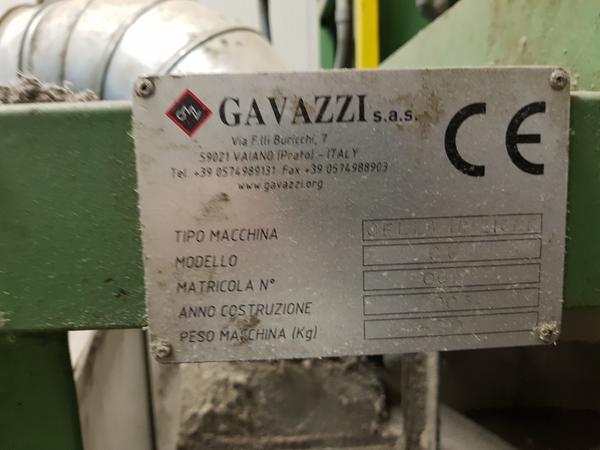 GAVAZZI s.a.s.
Via F.lli Buricchi, 7
59021 VAIANO (Prato) - ITALY
Tel. +39 0574989131 Fax +39 0574988903
www.gavazzi.org
CE
TIPO MACCHINA
MODELLO
MATRICOLA N°
ANNO COSTRUZIONE
PESO MACCHINA (Kg)